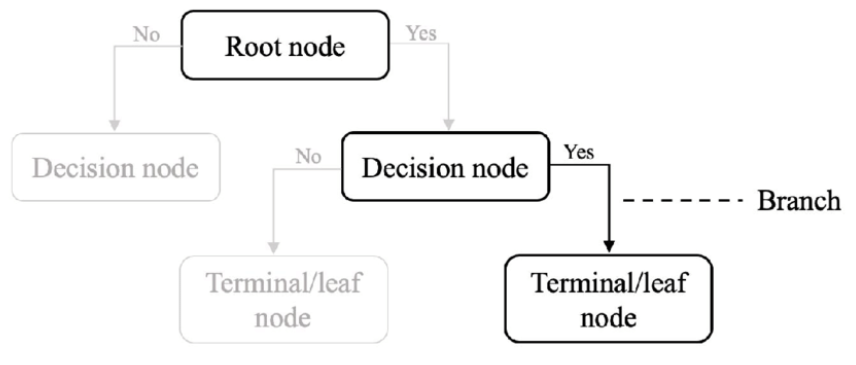 No
Root node
Yes
Decision node
No
Decision node
Yes
Branch
Terminal/leaf
node
Terminal/leaf
node